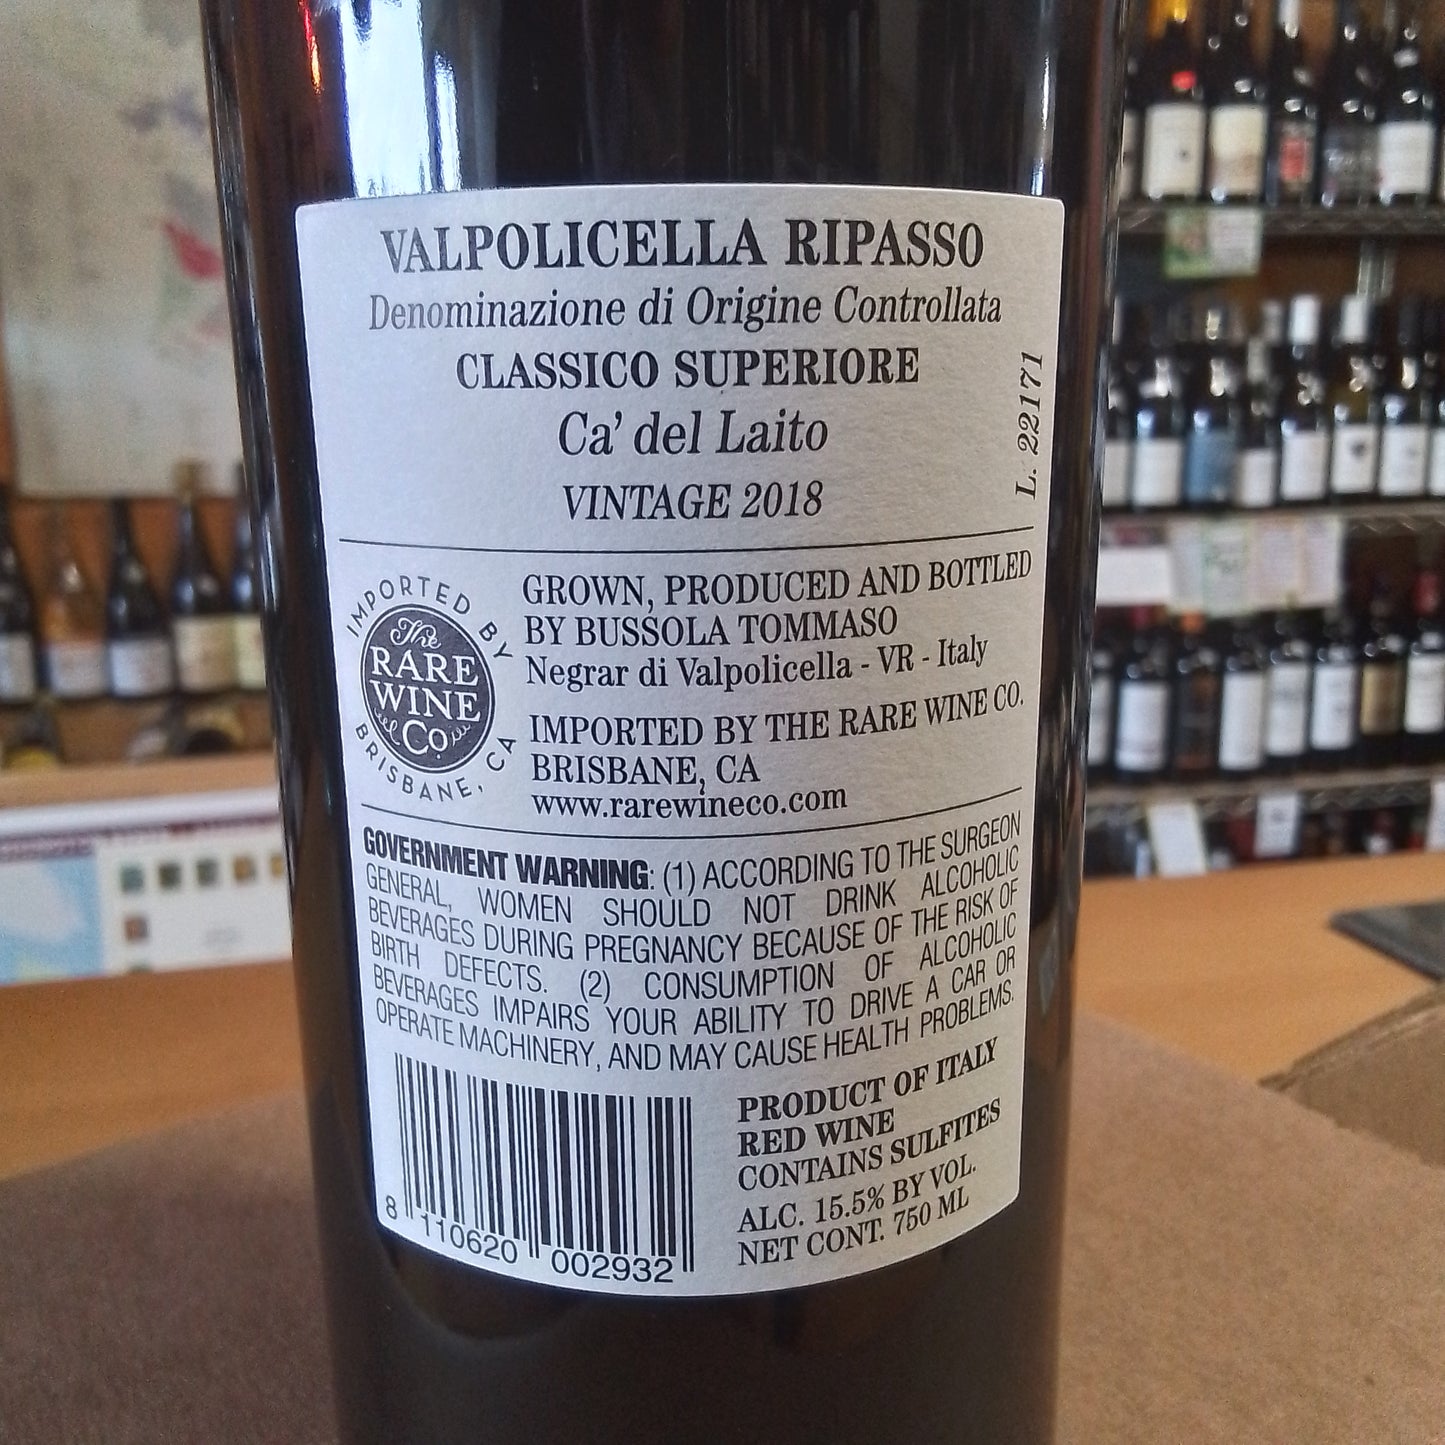 VALPOLICELLA RIPASSO
Denominazione di Origine Controllata
CLASSICO SUPERIORE
Ca' del Laito
VINTAGE 2018
L. 22171
IMPORTED BY
The
RARE
WINE
Co.
BRISBANE, CA
GROWN, PRODUCED AND BOTTLED
BY BUSSOLA TOMMASO
Negrar di Valpolicella - VR - Italy
IMPORTED BY THE RARE WINE CO.
BRISBANE, CA
www.rarewineco.com
GOVERNMENT WARNING: (1) ACCORDING TO THE SURGEON
GENERAL, WOMEN SHOULD NOT DRINK ALCOHOLIC
BEVERAGES DURING PREGNANCY BECAUSE OF THE RISK OF
BIRTH DEFECTS. (2) CONSUMPTION OF ALCOHOLIC
BEVERAGES IMPAIRS YOUR ABILITY TO DRIVE A CAR OR
OPERATE MACHINERY, AND MAY CAUSE HEALTH PROBLEMS.
8 110620 002932
PRODUCT OF ITALY
RED WINE
CONTAINS SULFITES
ALC. 15.5% BY VOL.
NET CONT. 750 ML